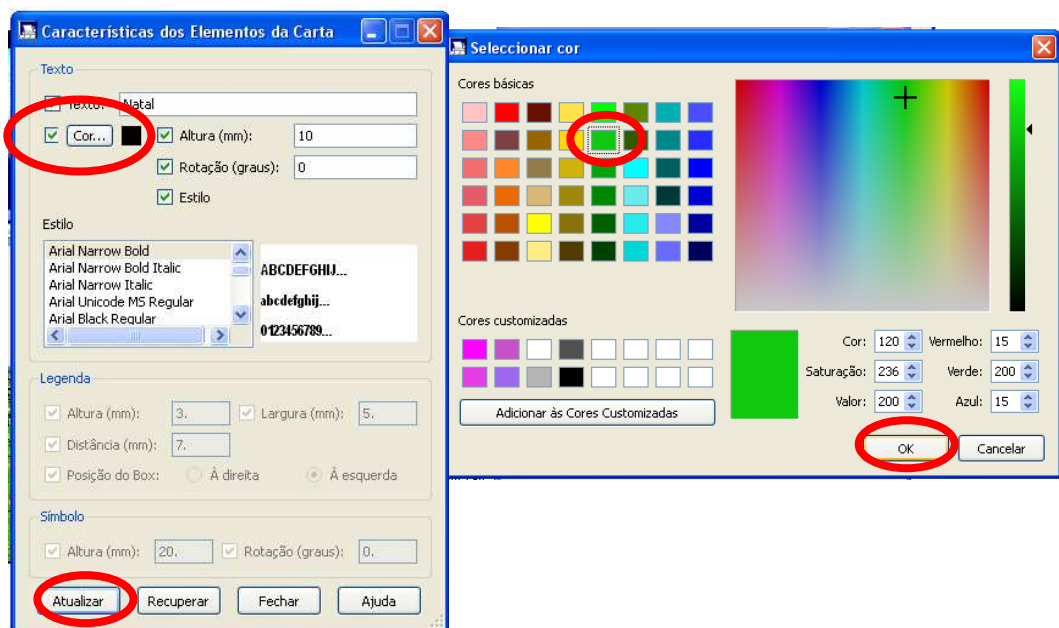 Características dos Elementos da Carta
Texto
Texto: Natal
Cor... Altura (mm): 10
Rotação (graus): 0
Estilo
Estilo
Arial Narrow Bold
Arial Narrow Bold Italic
Arial Narrow Italic
Arial Unicode MS Regular
Arial Black Regular
ABCDEFGHIJ...
abcdefghij...
0123456789...
Legenda
Altura (mm): 3. Largura (mm): 5.
Distância (mm): 7.
Posição do Box: À direita À esquerda
Símbolo
Altura (mm): 20. Rotação (graus): 0.
Atualizar Recuperar Fechar Ajuda
Seleccionar cor
Cores básicas
Cores customizadas
Adicionar às Cores Customizadas
Cor: 120 Vermelho: 15
Saturação: 236 Verde: 200
Valor: 200 Azul: 15
OK Cancelar